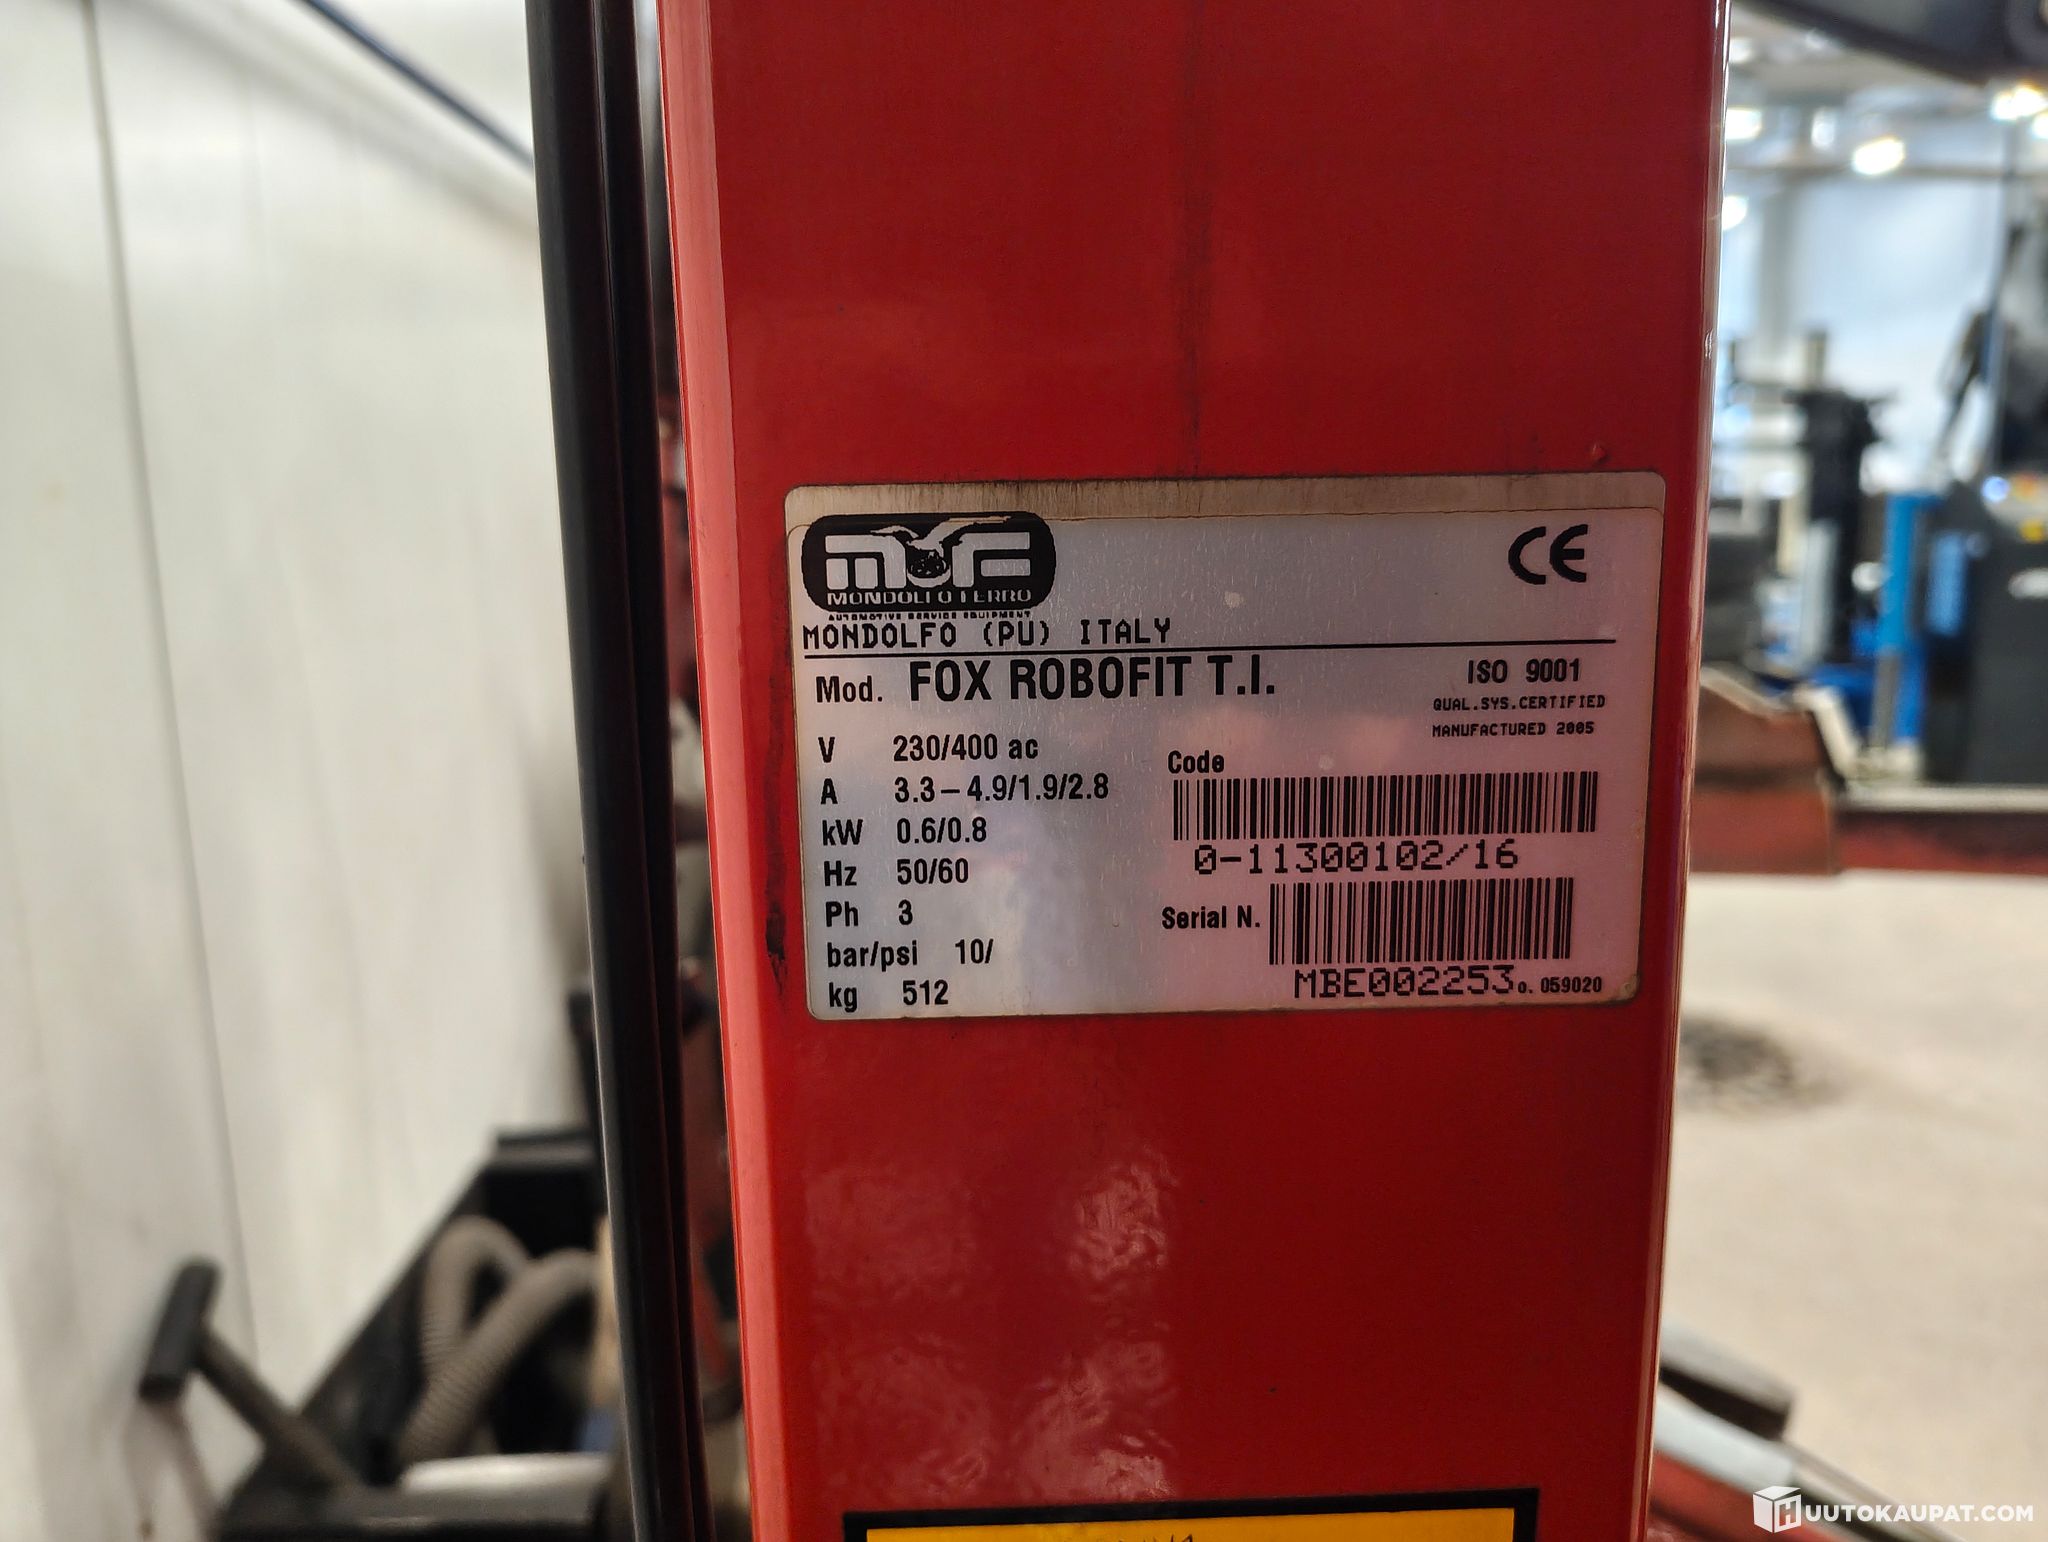 MF
MONDOLFO FERRO
AUTOMOTIVE SERVICE EQUIPMENT
CE
MONDOLFO (PU) ITALY
Mod. FOX ROBOFIT T.I.
ISO 9001
QUAL.SYS.CERTIFIED
MANUFACTURED 2005
V 230/400 ac
A 3.3-4.9/1.9/2.8
kW 0.6/0.8
Hz 50/60
Ph 3
bar/psi 10/
kg 512
Code
0-11300102/16
Serial N.
MBE002253 o. 059020
HUUTOKAUPAT.COM